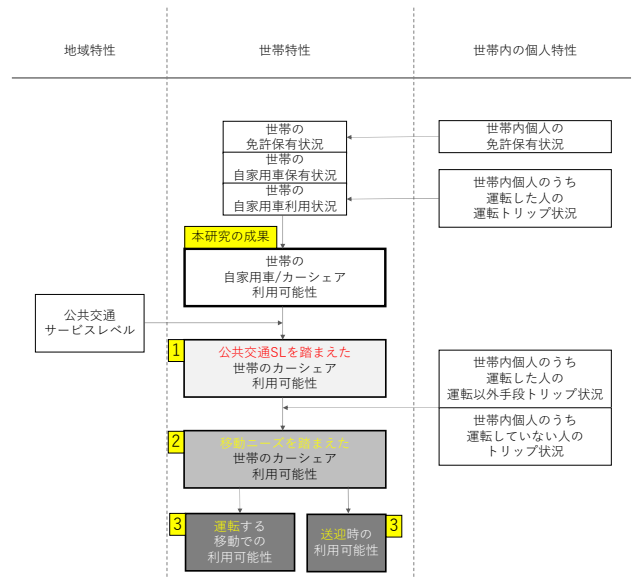 地域特性
世帯特性
世帯内の個人特性
世帯の
免許保有状況
世帯の
自家用車保有状況
世帯の
自家用車利用状況
世帯内個人の
免許保有状況
世帯内個人のうち
運転した人の
運転トリップ状況
本研究の成果
世帯の
自家用車/カーシェア
利用可能性
公共交通
サービスレベル
1
公共交通SLを踏まえた
世帯のカーシェア
利用可能性
世帯内個人のうち
運転した人の
運転以外手段トリップ状況
世帯内個人のうち
運転していない人の
トリップ状況
2
移動ニーズを踏まえた
世帯のカーシェア
利用可能性
3
運転する
移動での
利用可能性
送迎時の
利用可能性
3